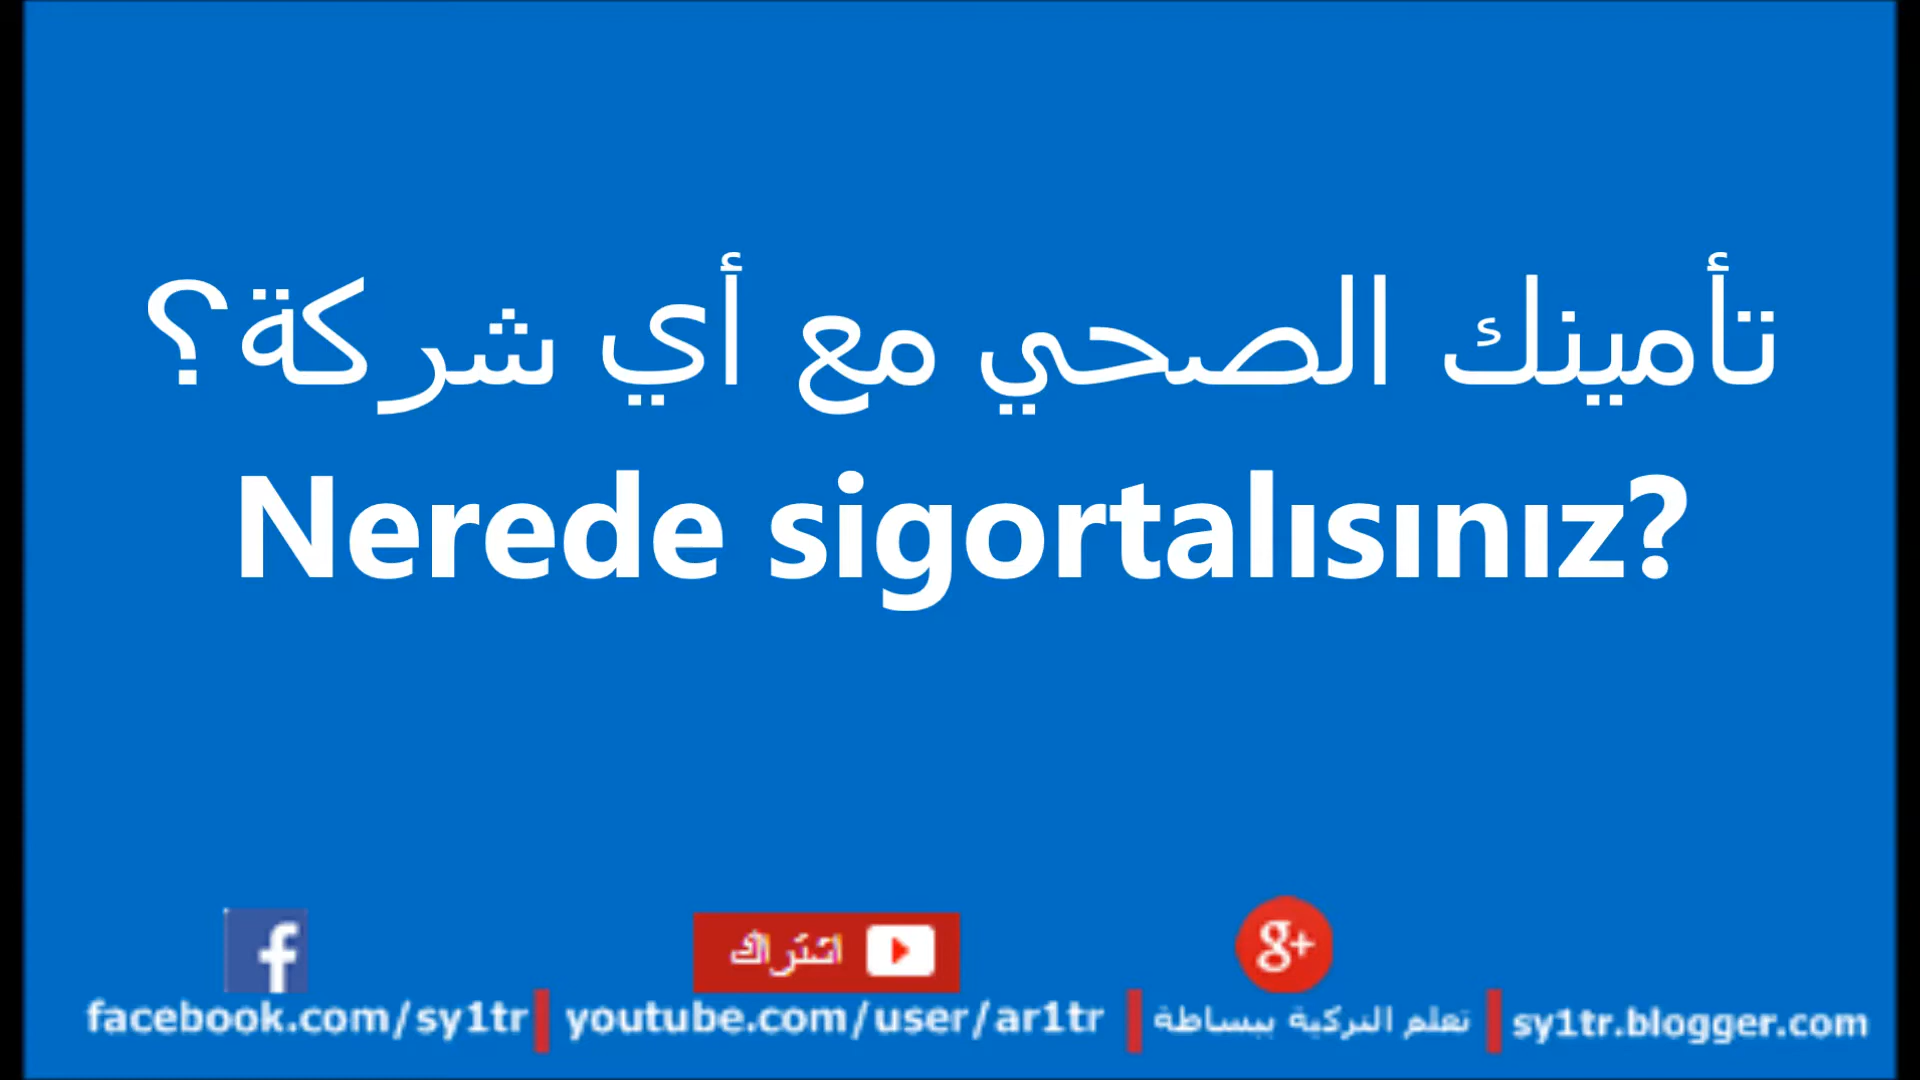 تأمينك الصحي مع أي شركة؟
Nerede sigortalısınız?
اشتراك
facebook.com/sy1tr
youtube.com/user/ar1tr
تعلم التركية ببساطة
sy1tr.blogger.com